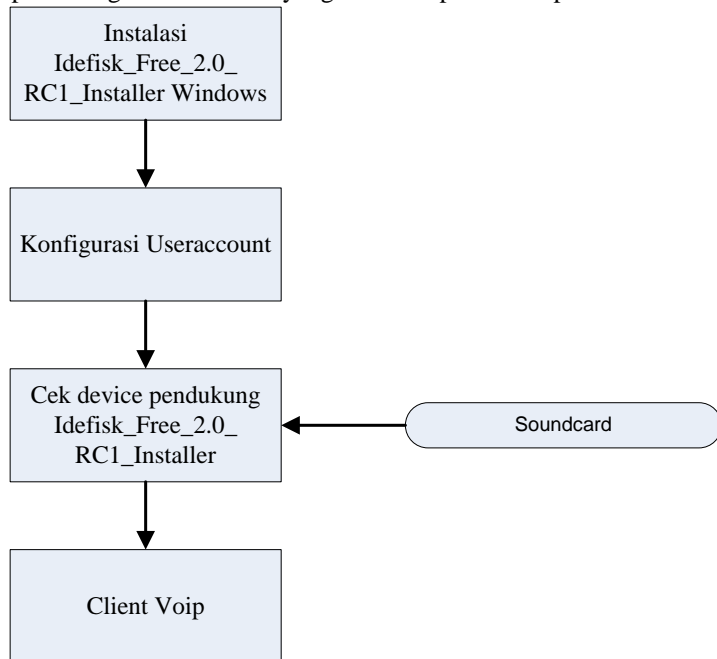 Instalasi
Idefisk_Free_2.0_
RC1_Installer Windows
Konfigurasi Useraccount
Cek device pendukung
Idefisk_Free_2.0_
RC1_Installer
Soundcard
Client Voip